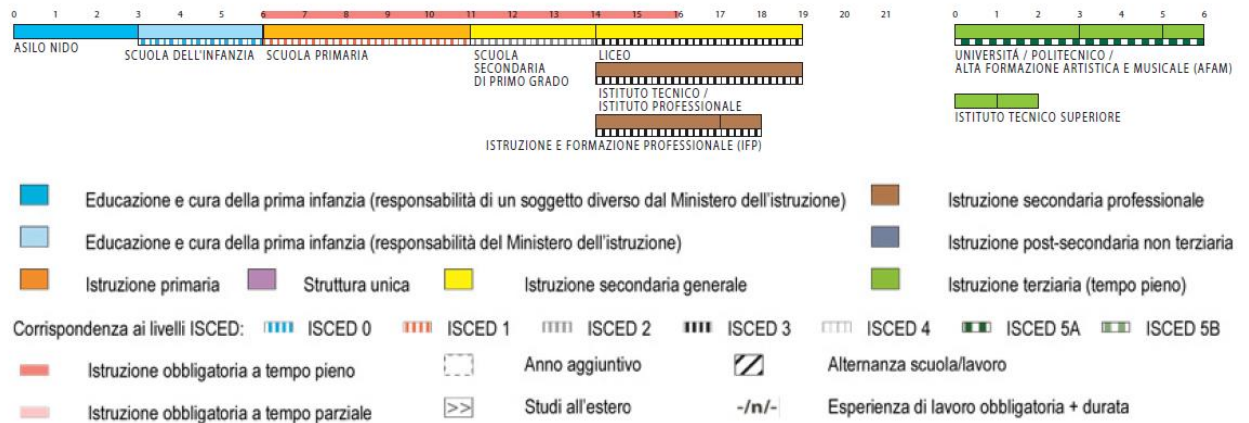 0 1 2 3 4 5 6 7 8 9 10 11 12 13 14 15 16 17 18 19 20 21 0 1 2 3 4 5 6
ASILO NIDO
SCUOLA DELL'INFANZIA
SCUOLA PRIMARIA
SCUOLA
SECONDARIA
DI PRIMO GRADO
LICEO
ISTITUTO TECNICO /
ISTITUTO PROFESSIONALE
ISTRUZIONE E FORMAZIONE PROFESSIONALE (IFP)
UNIVERSITÁ / POLITECNICO /
ALTA FORMAZIONE ARTISTICA E MUSICALE (AFAM)
ISTITUTO TECNICO SUPERIORE
Educazione e cura della prima infanzia (responsabilità di un soggetto diverso dal Ministero dell'istruzione)
Istruzione secondaria professionale
Educazione e cura della prima infanzia (responsabilità del Ministero dell'istruzione)
Istruzione post-secondaria non terziaria
Istruzione primaria
Struttura unica
Istruzione secondaria generale
Istruzione terziaria (tempo pieno)
Corrispondenza ai livelli ISCED: ISCED 0 ISCED 1 ISCED 2 ISCED 3 ISCED 4 ISCED 5A ISCED 5B
Istruzione obbligatoria a tempo pieno
Anno aggiuntivo
Alternanza scuola/lavoro
Istruzione obbligatoria a tempo parziale
>> Studi all'estero
-/n/- Esperienza di lavoro obbligatoria + durata